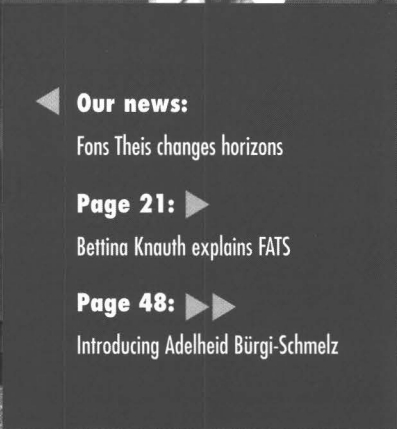 Our news:
Fons Theis changes horizons
Page 21:
Bettina Knauth explains FATS
Page 48:
Introducing Adelheid Bürgi-Schmelz